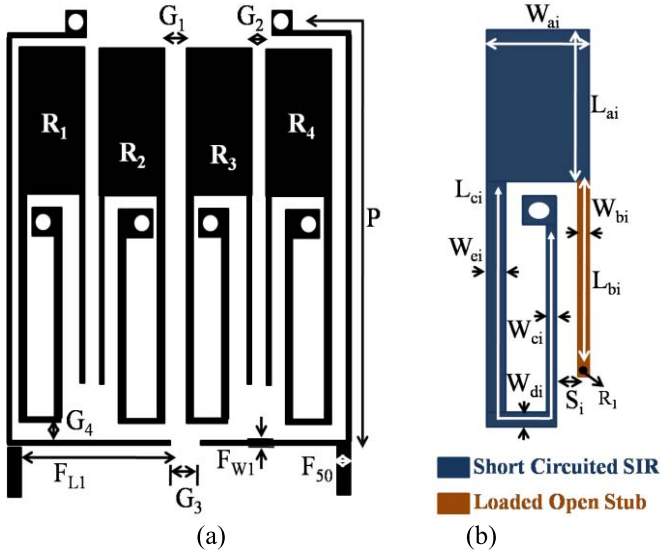 G1
G2
R1
R2
R3
R4
P
G4
FL1
G3
FW1
F50
(a)
Wai
Lai
Lci
Wbi
Wei
Lbi
Wci
Wdi
Si
R1
Short Circuited SIR
Loaded Open Stub
(b)